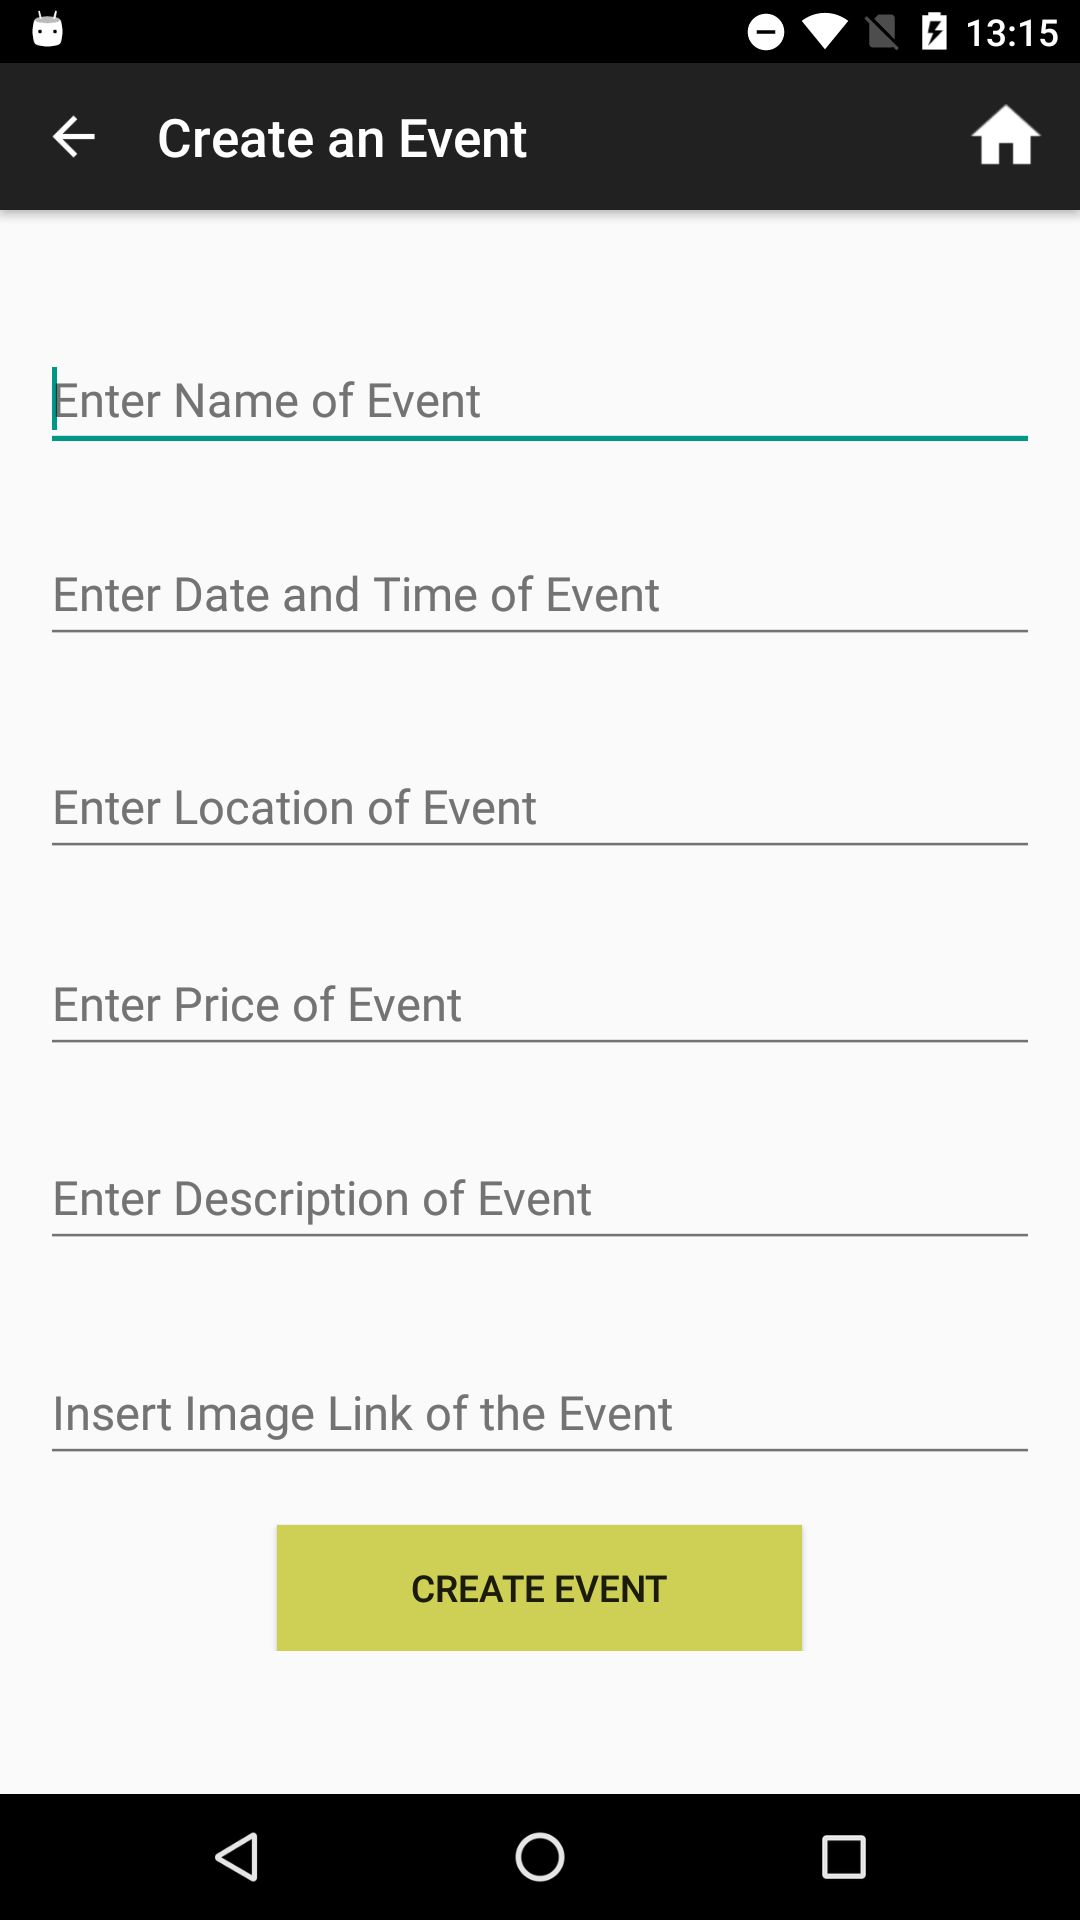 13:15
Create an Event
Enter Name of Event
Enter Date and Time of Event
Enter Location of Event
Enter Price of Event
Enter Description of Event
Insert Image Link of the Event
CREATE EVENT